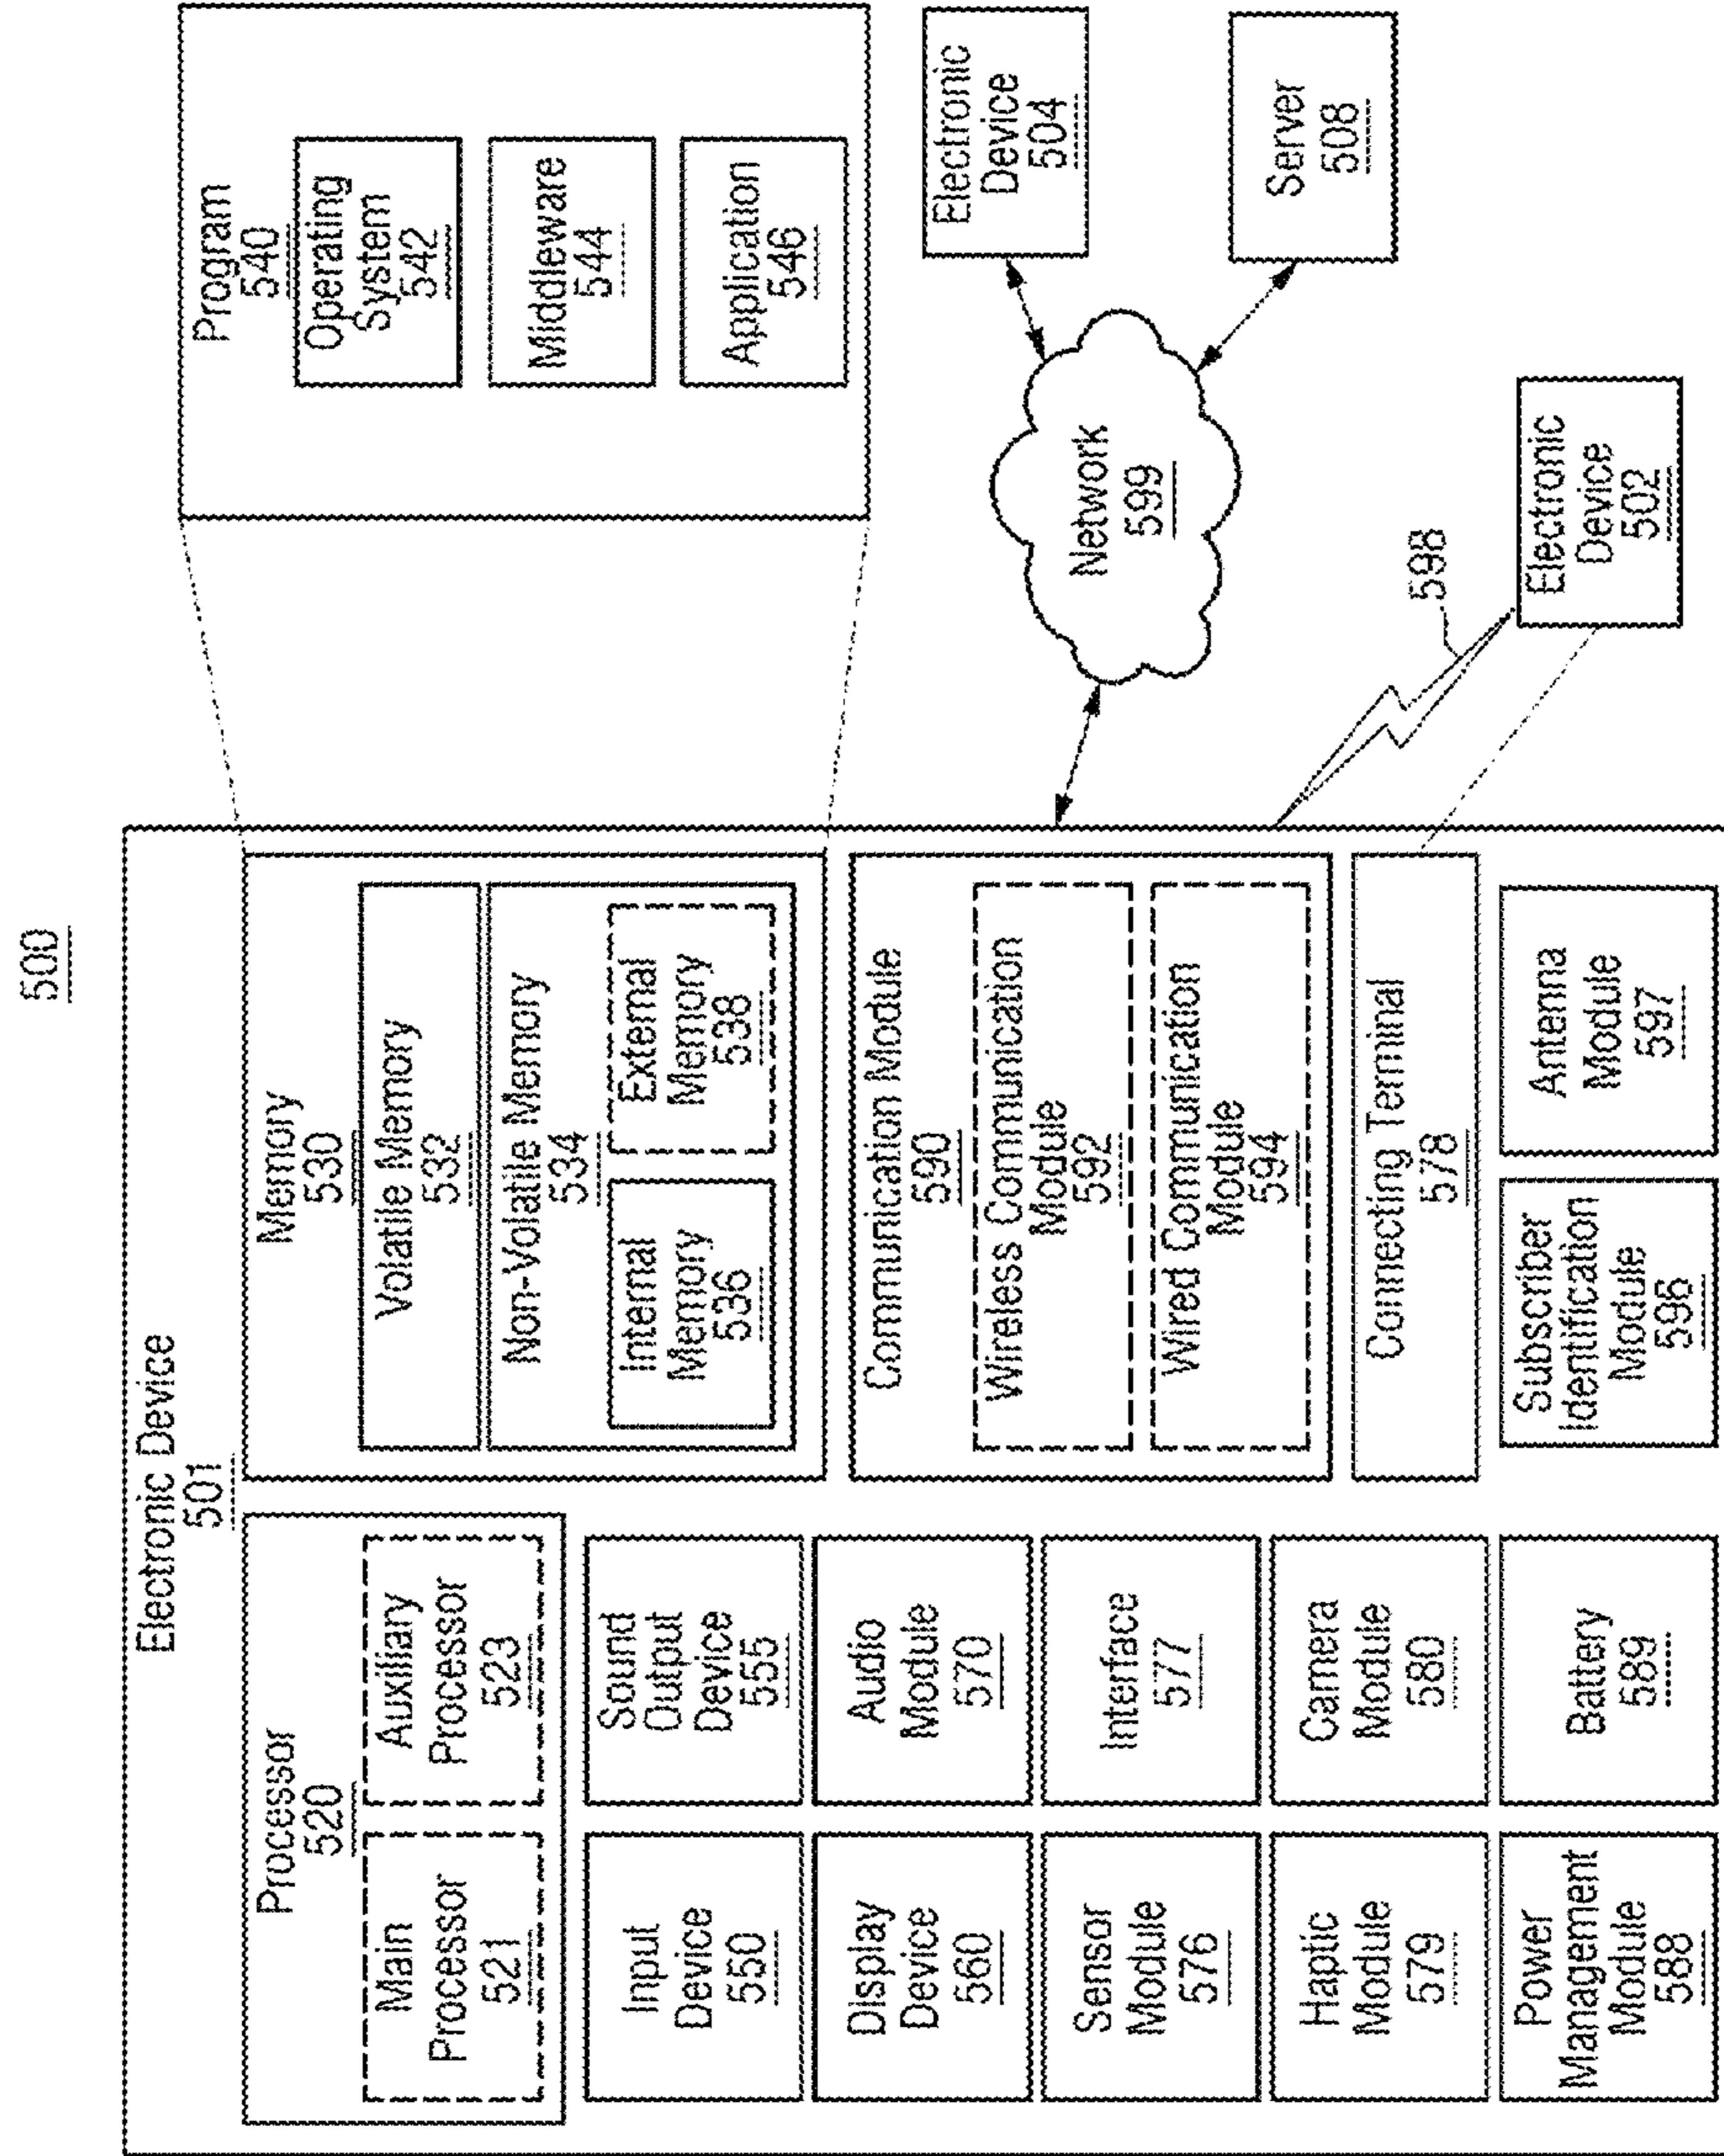 500
Electronic Device
501
Processor
520
Main
Processor
521
Auxiliary
Processor
523
Input
Device
550
Sound
Output
Device
555
Display
Device
560
Audio
Module
570
Sensor
Module
576
Interface
577
Haptic
Module
579
Camera
Module
580
Power
Management
Module
588
Battery
589
Memory
530
Volatile Memory
532
Non-Volatile Memory
534
Internal
Memory
536
External
Memory
538
Communication Module
590
Wireless Communication
Module
592
Wired Communication
Module
594
Connecting Terminal
578
Subscriber
Identification
Module
596
Antenna
Module
597
Program
540
Operating
System
542
Middleware
544
Application
546
Network
599
Electronic
Device
504
Server
508
598
Electronic
Device
502